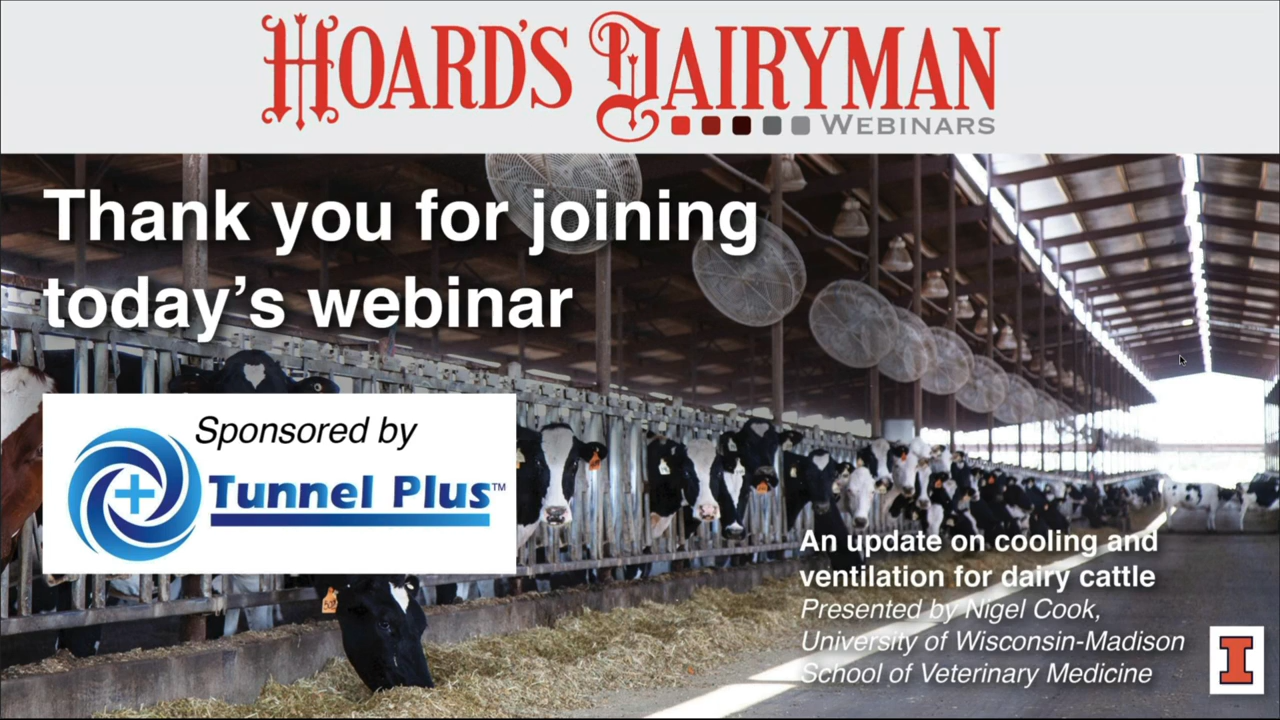 HOARD'S DAIRYMAN
WEBINARS
Thank you for joining
today's webinar
Sponsored by
Tunnel Plus™
An update on cooling and
ventilation for dairy cattle
Presented by Nigel Cook,
University of Wisconsin-Madison
School of Veterinary Medicine
I